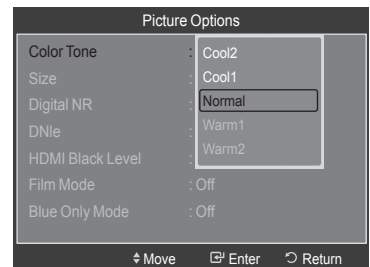 Picture Options
Color Tone : Cool2
Size : Cool1
Digital NR : Normal
DNIe : Warm1
HDMI Black Level : Warm2
Film Mode : Off
Blue Only Mode : Off
Move Enter Return